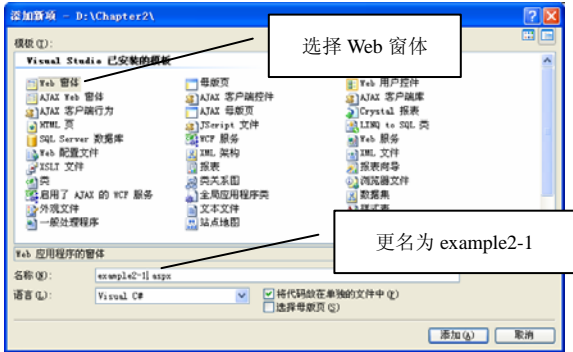 添加新项 - D:\Chapter2\
模板(T):
Visual Studio 已安装的模板
选择 Web 窗体
Web 窗体
母版页
Web 用户控件
AJAX Web 窗体
AJAX 客户端控件
AJAX 客户端库
AJAX 客户端行为
AJAX 母版页
Crystal 报表
HTML 页
JScript 文件
LINQ to SQL 类
SQL Server 数据库
WCF 服务
Web 服务
Web 配置文件
XML 架构
XML 文件
XSLT 文件
报表
报表向导
类
类关系图
浏览器文件
启用了 AJAX 的 WCF 服务
全局应用程序类
数据集
外观文件
文本文件
样式表
一般处理程序
站点地图
更名为 example2-1
Web 应用程序的窗体
名称(N):
example2-1.aspx
语言(L):
Visual C#
将代码放在单独的文件中(P)
选择母版页(S)
添加(A)
取消